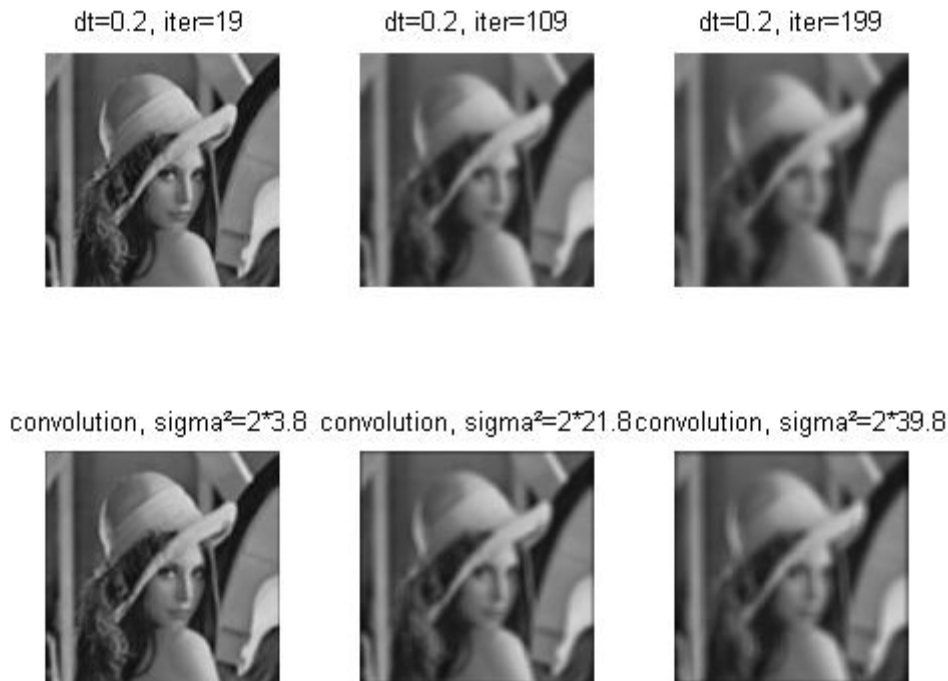 dt=0.2, iter=19
dt=0.2, iter=109
dt=0.2, iter=199
convolution, sigma²=2*3.8
convolution, sigma²=2*21.8
convolution, sigma²=2*39.8